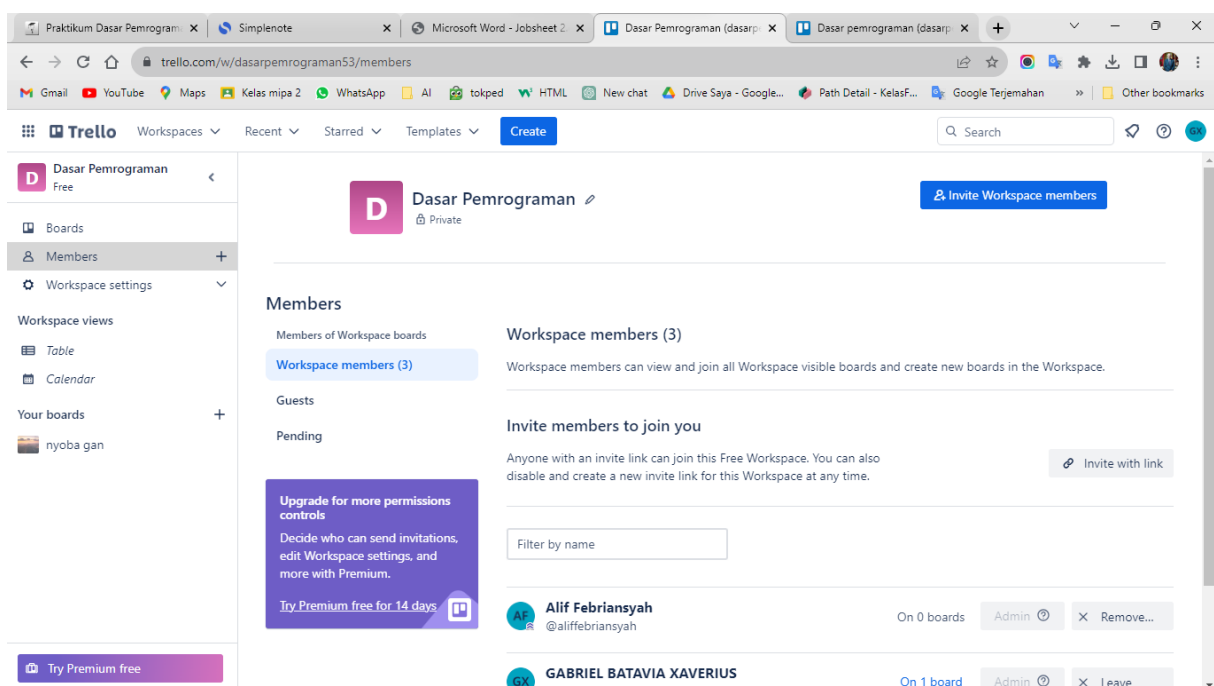 Praktikum Dasar Pemrogram
Simplenote
Microsoft Word - Jobsheet 2.
Dasar Pemrograman (dasarp
Dasar pemrograman (dasarp
trello.com/w/dasarpemrograman53/members
Gmail YouTube Maps Kelas mipa 2 WhatsApp AI tokped HTML New chat Drive Saya - Google... Path Detail - KelasF... Google Terjemahan » Other bookmarks
Trello Workspaces Recent Starred Templates Create Search GX
D Dasar Pemrograman
Free
Boards
Members
Workspace settings
Workspace views
Table
Calendar
Your boards
nyoba gan
Try Premium free
D
Dasar Pemrograman
Private
Invite Workspace members
Members
Members of Workspace boards
Workspace members (3)
Guests
Pending
Upgrade for more permissions
controls
Decide who can send invitations,
edit Workspace settings, and
more with Premium.
Try Premium free for 14 days
Workspace members (3)
Workspace members can view and join all Workspace visible boards and create new boards in the Workspace.
Invite members to join you
Anyone with an invite link can join this Free Workspace. You can also
disable and create a new invite link for this Workspace at any time.
Invite with link
Filter by name
AF
Alif Febriansyah
@aliffebriansyah
On 0 boards Admin Remove...
GX
GABRIEL BATAVIA XAVERIUS
On 1 board Admin Leave